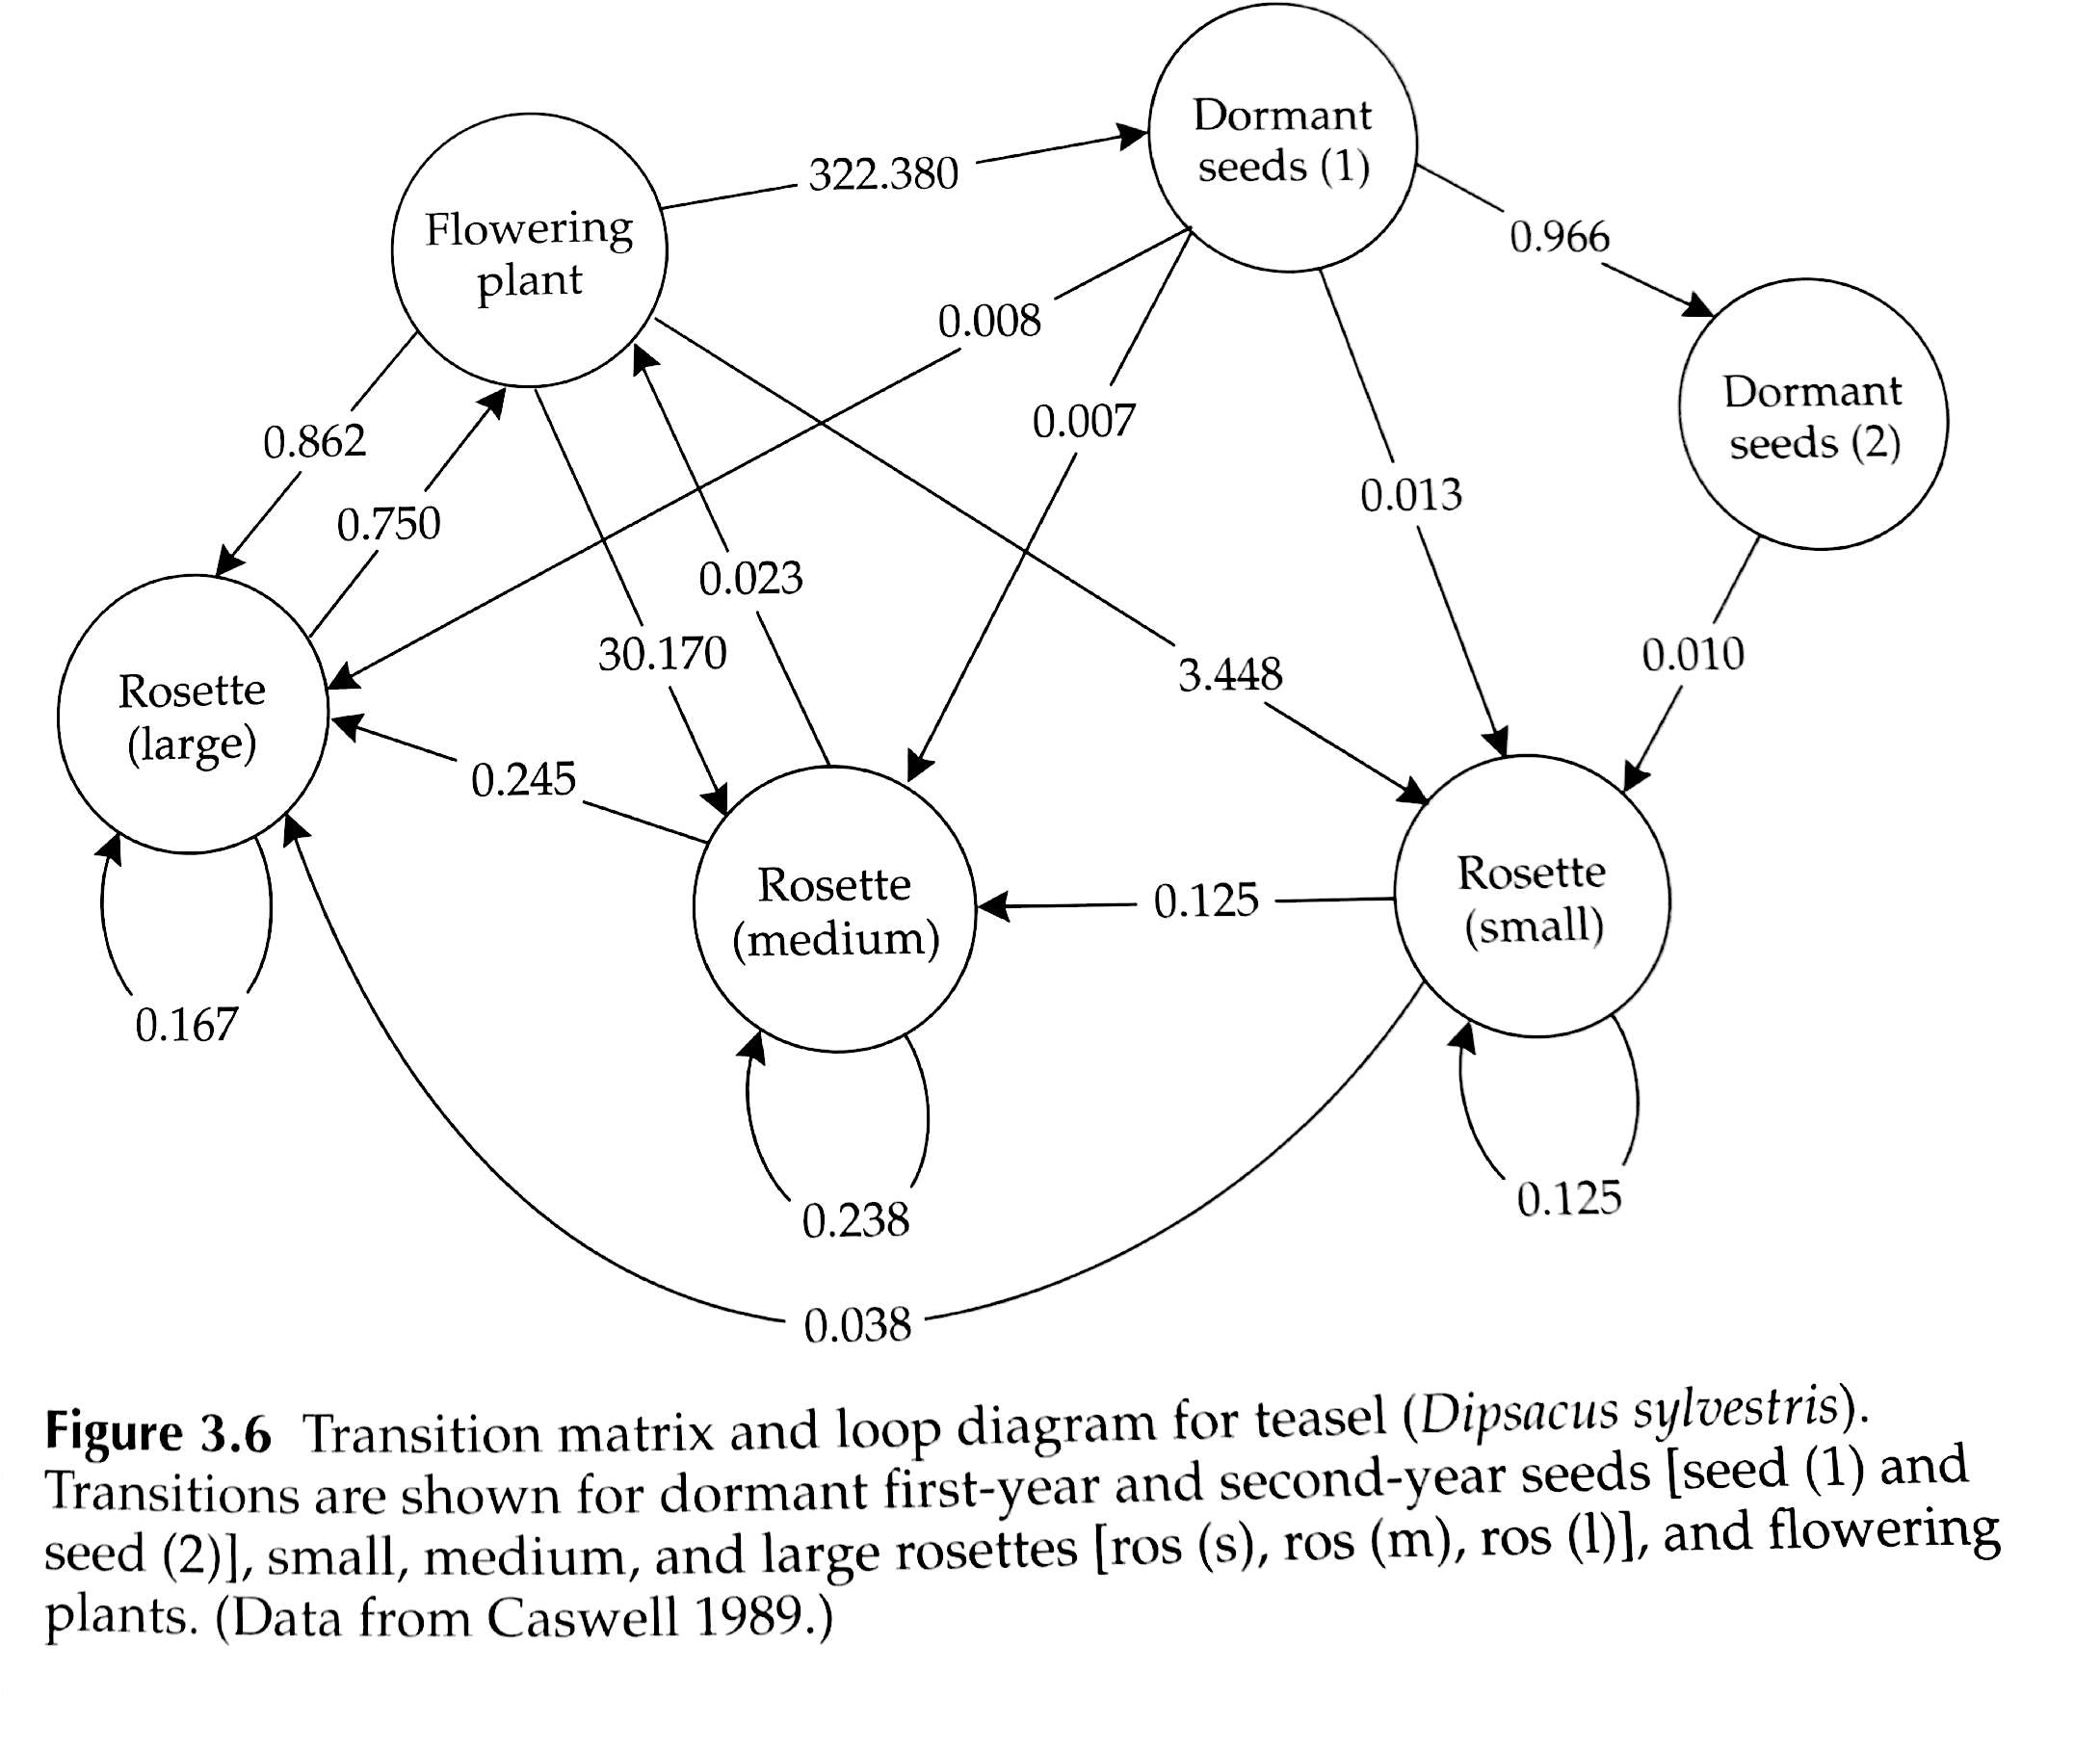 Dormant
seeds (1)
Flowering
plant
322.380
0.966
0.008
Dormant
seeds (2)
0.007
0.862
0.013
0.750
0.023
30.170
0.010
3.448
Rosette
(large)
0.245
Rosette
(medium)
0.125
Rosette
(small)
0.167
0.238
0.125
0.038
Figure 3.6 Transition matrix and loop diagram for teasel (Dipsacus sylvestris).
Transitions are shown for dormant first-year and second-year seeds [seed (1) and
seed (2)], small, medium, and large rosettes [ros (s), ros (m), ros (l)], and flowering
plants. (Data from Caswell 1989.)